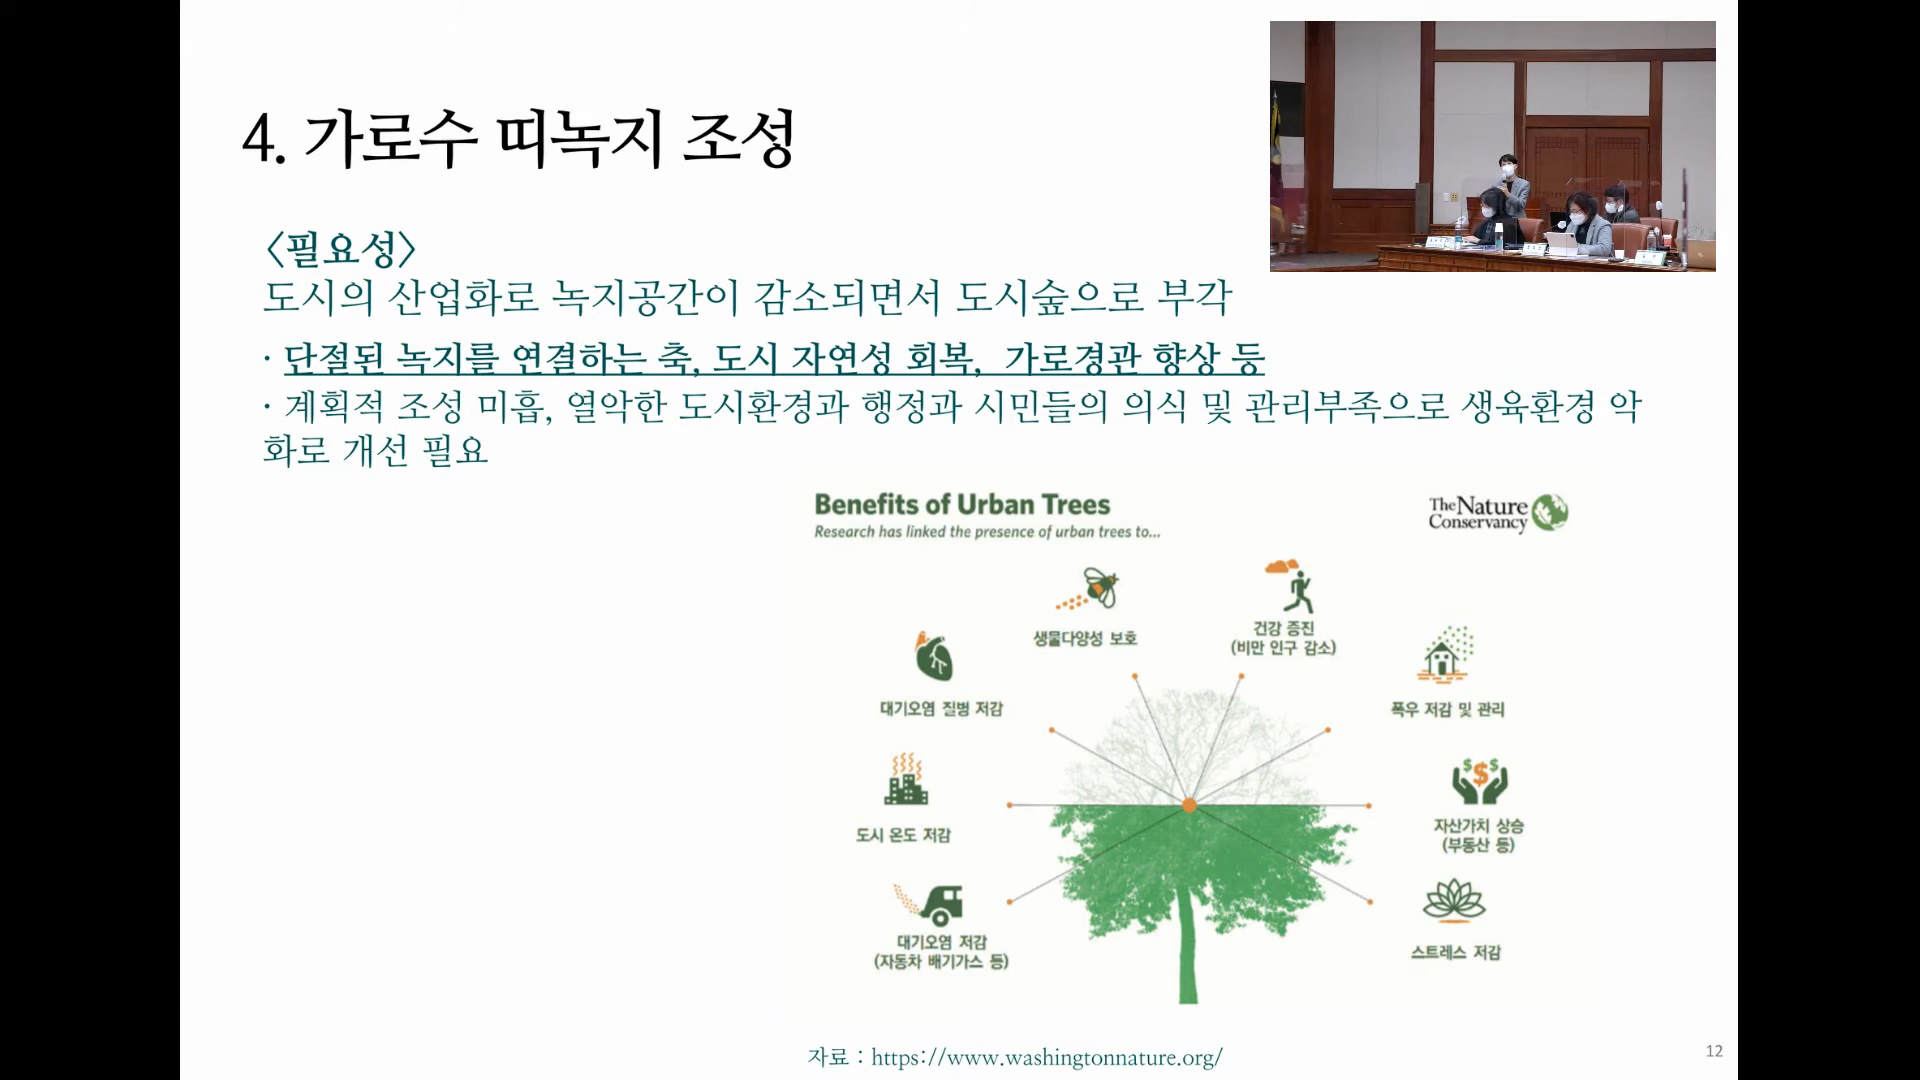 4. 가로수 띠녹지 조성
<필요성>
도시의 산업화로 녹지공간이 감소되면서 도시숲으로 부각
· 단절된 녹지를 연결하는 축, 도시 자연성 회복, 가로경관 향상 등
· 계획적 조성 미흡, 열악한 도시환경과 행정과 시민들의 의식 및 관리부족으로 생육환경 악
화로 개선 필요
Benefits of Urban Trees
Research has linked the presence of urban trees to...
The Nature
Conservancy
생물다양성 보호
건강 증진
(비만 인구 감소)
대기오염 질병 저감
폭우 저감 및 관리
도시 온도 저감
자산가치 상승
(부동산 등)
대기오염 저감
(자동차 배기가스 등)
스트레스 저감
자료 : https://www.washingtonnature.org/
12